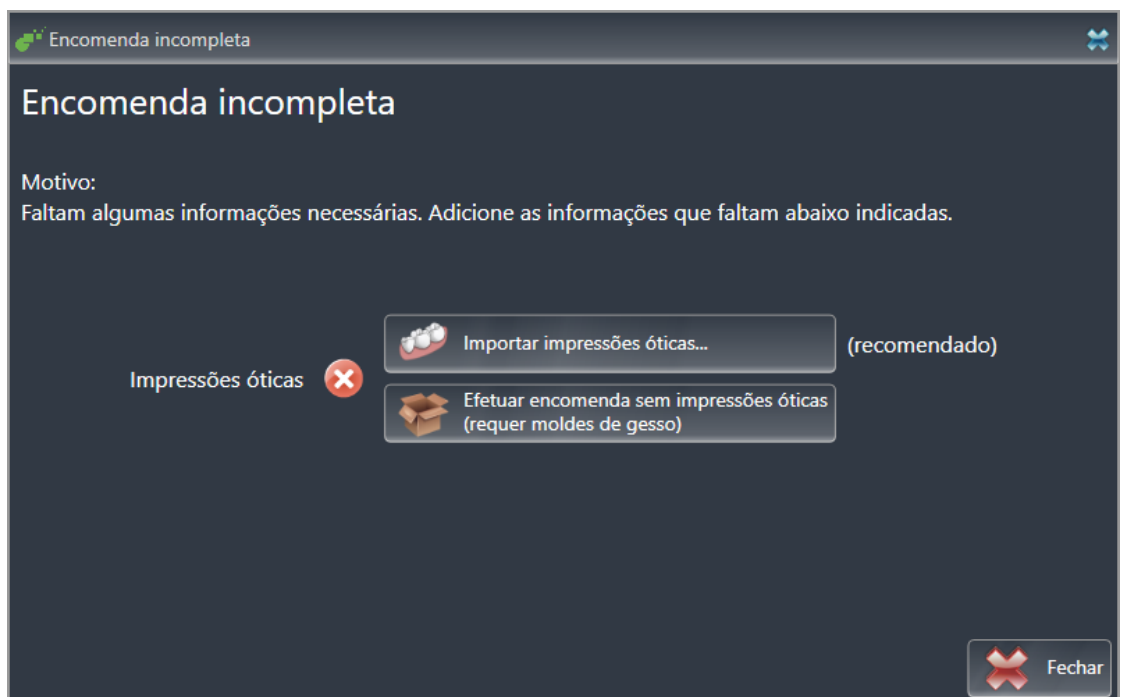 Encomenda incompleta
Encomenda incompleta
Motivo:
Faltam algumas informações necessárias. Adicione as informações que faltam abaixo indicadas.
Importar impressões óticas...
(recomendado)
Impressões óticas
Efetuar encomenda sem impressões óticas
(requer moldes de gesso)
Fechar